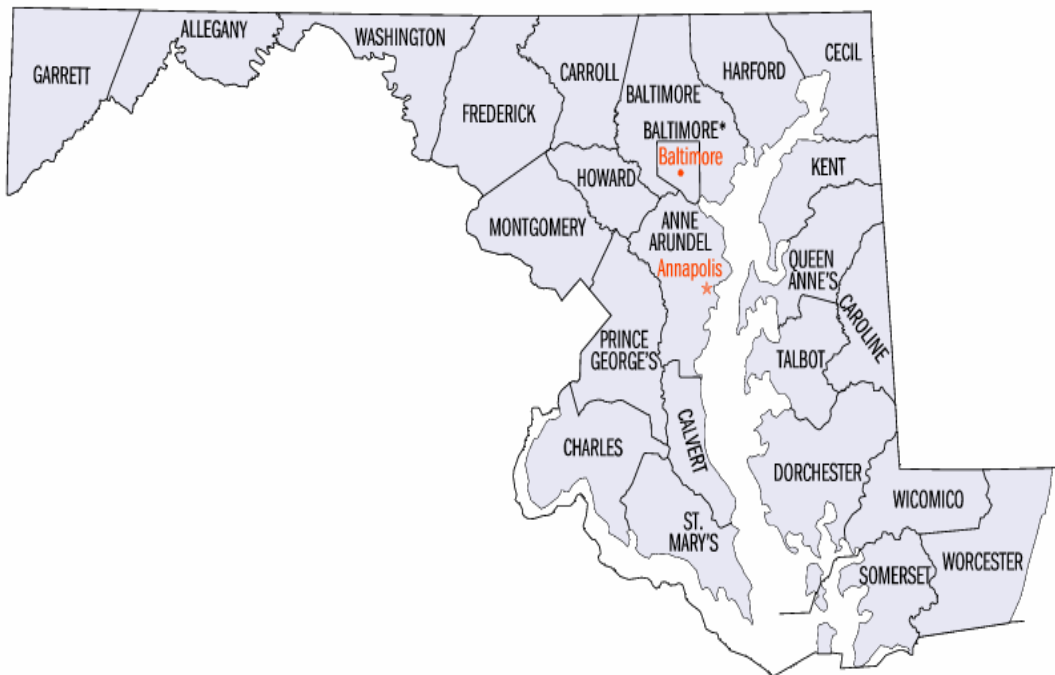 ALLEGANY
WASHINGTON
GARRETT
CARROLL
HARFORD
CECIL
FREDERICK
BALTIMORE
BALTIMORE*
Baltimore
KENT
HOWARD
MONTGOMERY
ANNE
ARUNDEL
Annapolis
QUEEN
ANNE'S
CAROLINE
PRINCE
GEORGE'S
TALBOT
CALVERT
CHARLES
DORCHESTER
WICOMICO
ST.
MARY'S
SOMERSET
WORCESTER